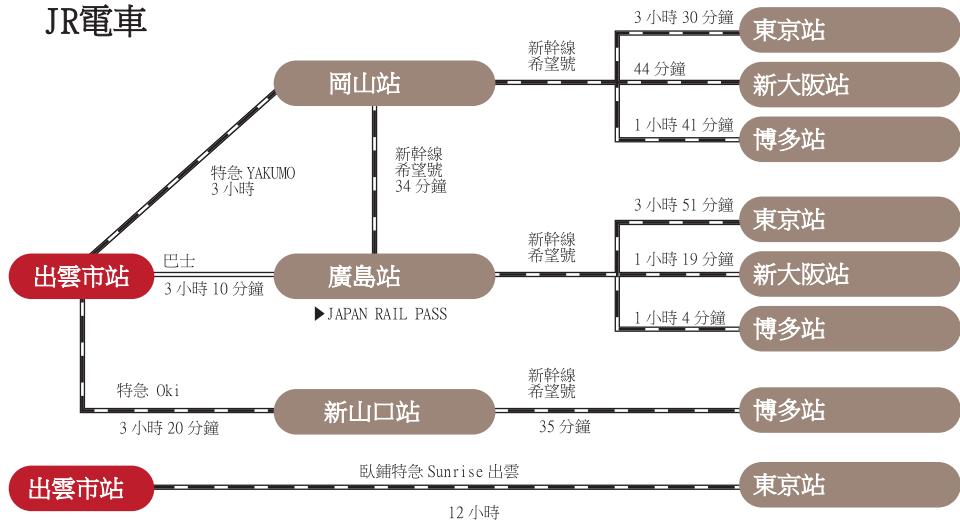 JR電車
3 小時 30 分鐘
東京站
新幹線
希望號
44 分鐘
新大阪站
岡山站
1 小時 41 分鐘
博多站
特急 YAKUMO
3 小時
新幹線
希望號
34 分鐘
3 小時 51 分鐘
東京站
出雲市站
巴士
3 小時 10 分鐘
廣島站
▶JAPAN RAIL PASS
新幹線
希望號
1 小時 19 分鐘
新大阪站
1 小時 4 分鐘
博多站
特急 Oki
3 小時 20 分鐘
新山口站
新幹線
希望號
35 分鐘
博多站
出雲市站
臥鋪特急 Sunrise 出雲
12 小時
東京站